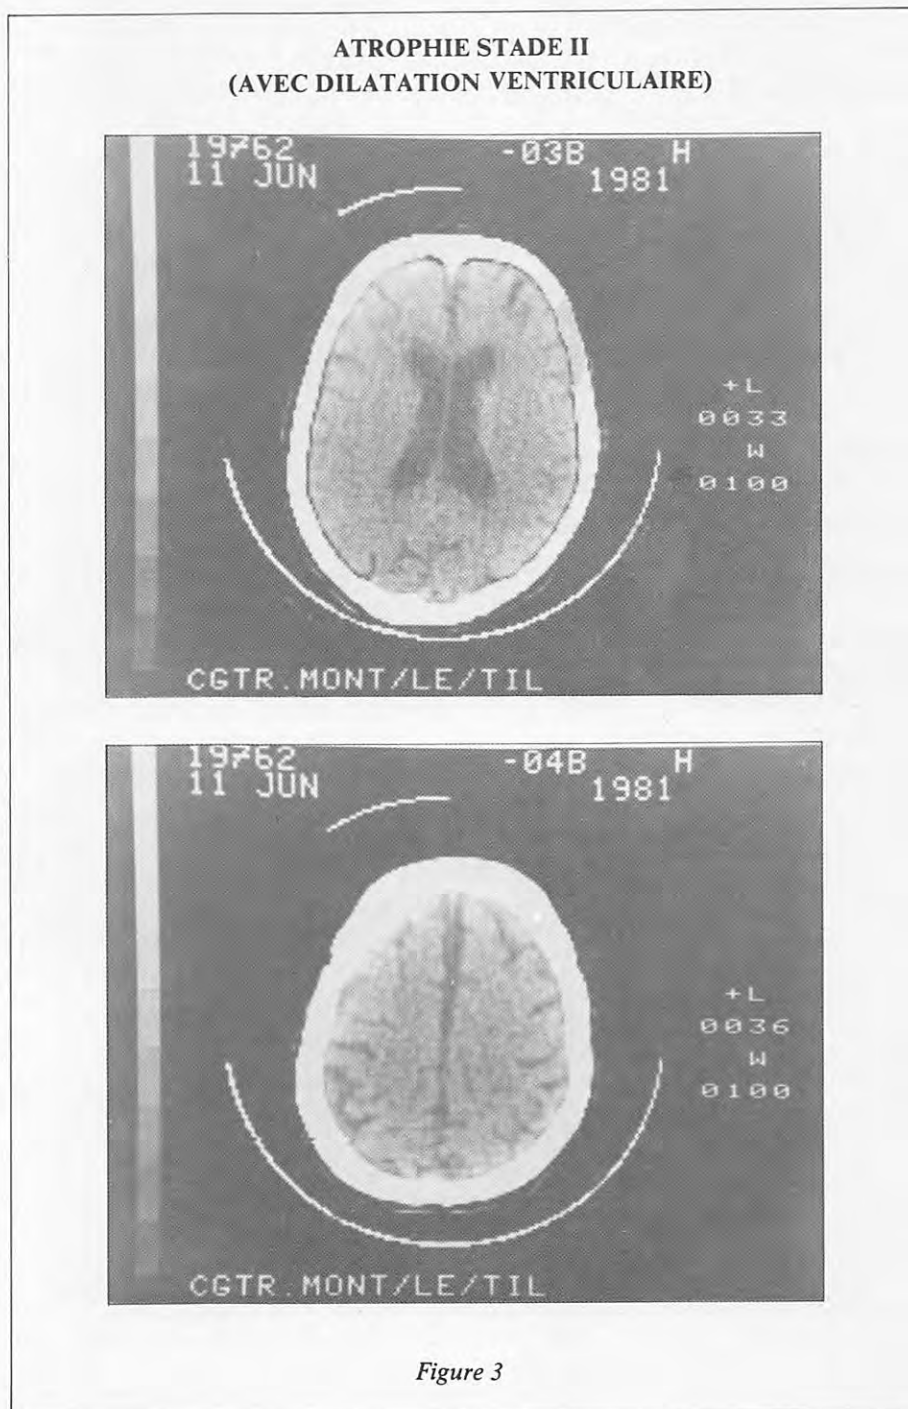 ATROPHIE STADE II
(AVEC DILATATION VENTRICULAIRE)
19762 -03B H
11 JUN 1981
+L
0033
W
0100
CGTR.MONT/LE/TIL
19762 -04B H
11 JUN 1981
+L
0036
W
0100
CGTR.MONT/LE/TIL
Figure 3